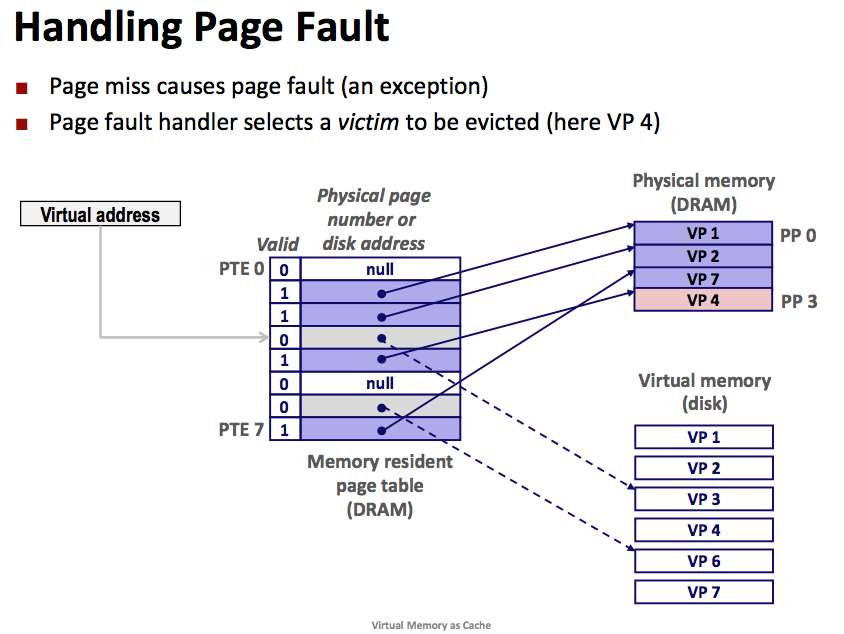 Handling Page Fault
Page miss causes page fault (an exception)
Page fault handler selects a victim to be evicted (here VP 4)
Virtual address
Physical page
number or
disk address
Valid
PTE 0
0
null
1
1
0
1
0
null
0
PTE 7
1
Memory resident
page table
(DRAM)
Physical memory
(DRAM)
VP 1
PP 0
VP 2
VP 7
VP 4
PP 3
Virtual memory
(disk)
VP 1
VP 2
VP 3
VP 4
VP 6
VP 7
Virtual Memory as Cache